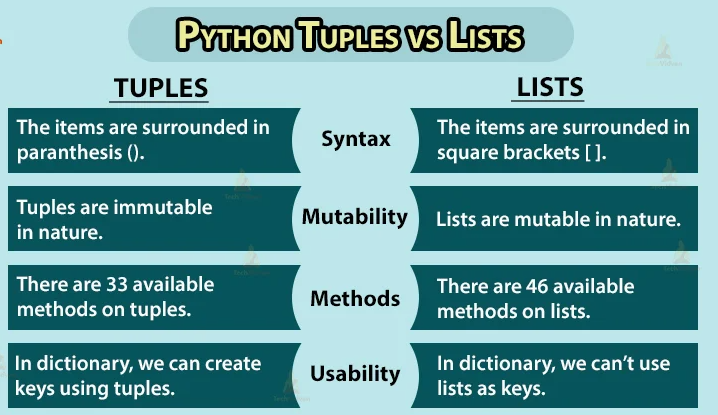 PYTHON TUPLES VS LISTS
TUPLES
LISTS
The items are surrounded in
paranthesis ().
Syntax
The items are surrounded in
square brackets [ ].
Tuples are immutable
in nature.
Mutability
Lists are mutable in nature.
There are 33 available
methods on tuples.
Methods
There are 46 available
methods on lists.
In dictionary, we can create
keys using tuples.
Usability
In dictionary, we can't use
lists as keys.